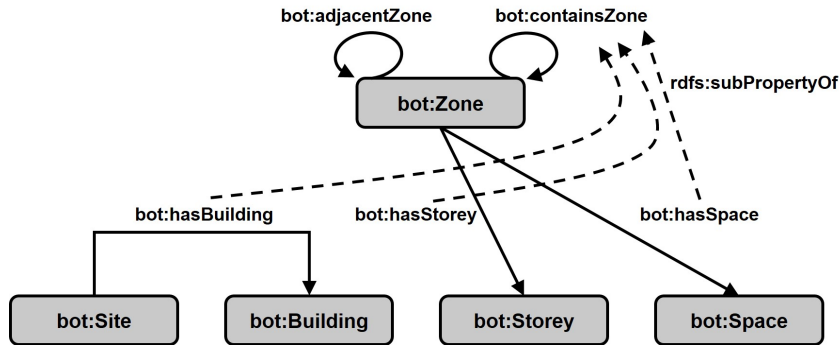 bot:adjacentZone
bot:containsZone
rdfs:subPropertyOf
bot:Zone
bot:hasBuilding
bot:hasStorey
bot:hasSpace
bot:Site
bot:Building
bot:Storey
bot:Space